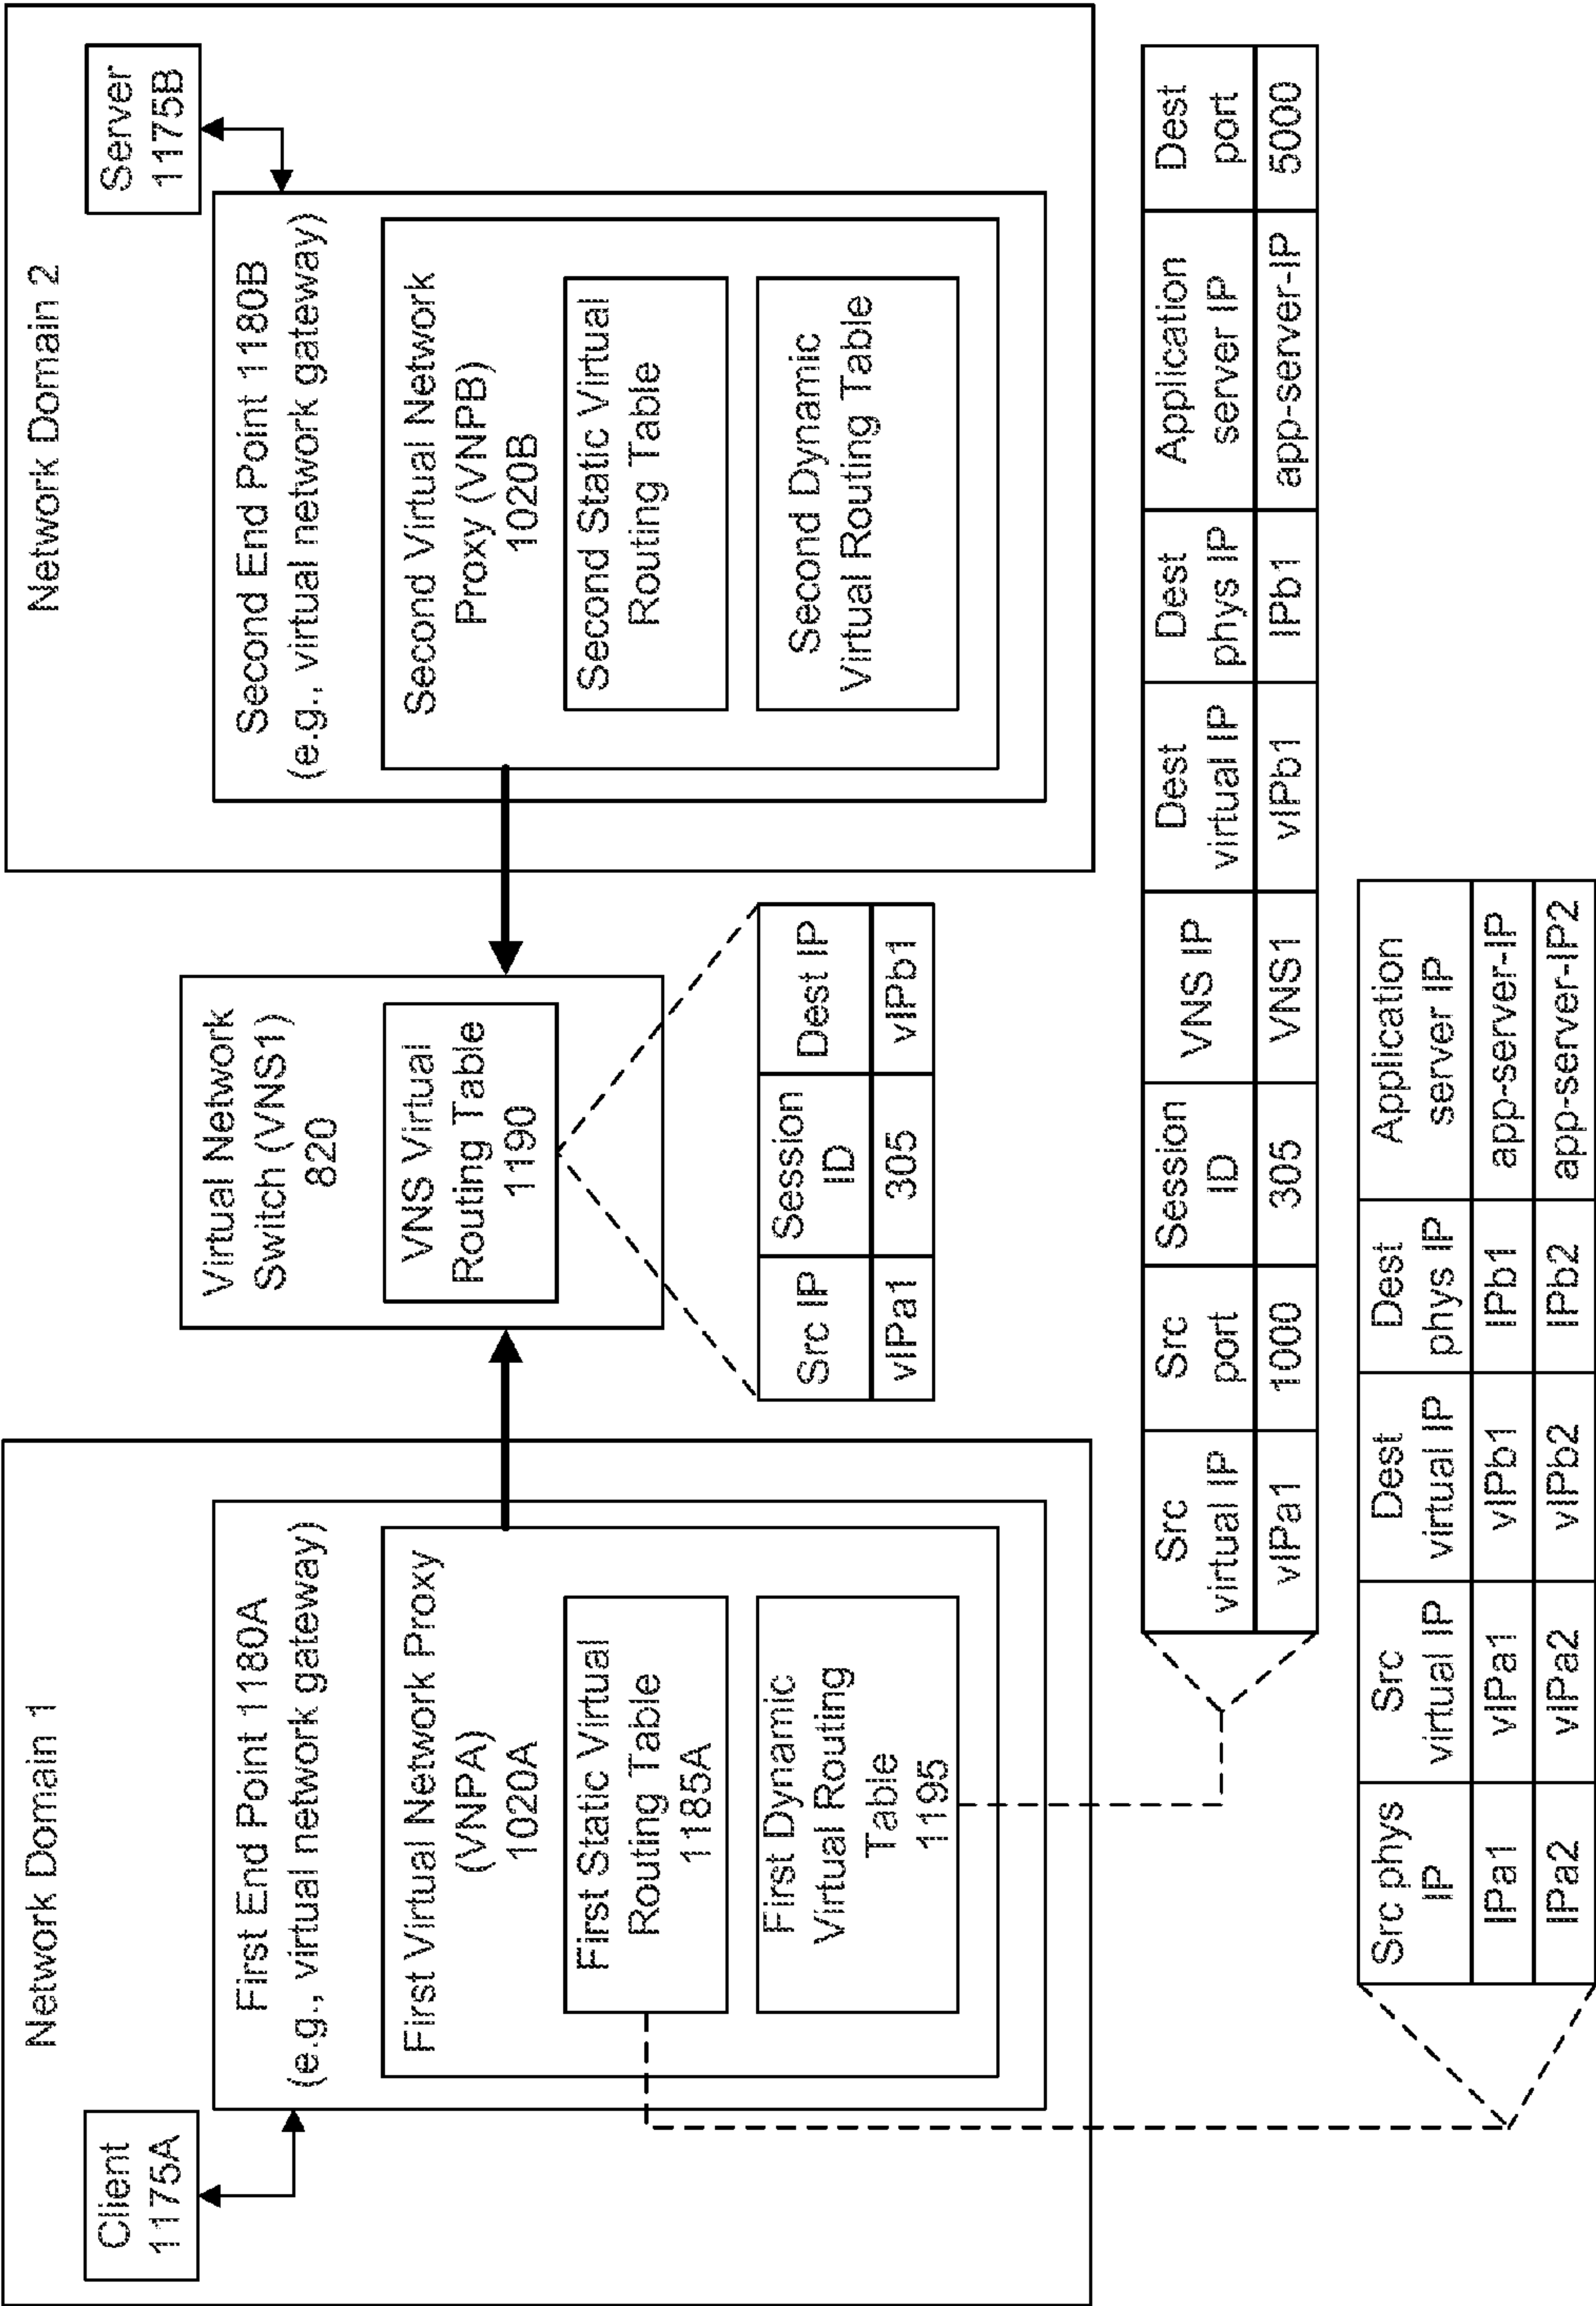 Network Domain 1
Client
1175A
First End Point 1180A
(e.g., virtual network gateway)
First Virtual Network Proxy
(VNPA)
1020A
First Static Virtual
Routing Table
1185A
First Dynamic
Virtual Routing
Table
1195
Virtual Network
Switch (VNS1)
820
VNS Virtual
Routing Table
1190
Src IP Session ID Dest IP
vIPa1 305 vIPb1
Network Domain 2
Server
1175B
Second End Point 1180B
(e.g., virtual network gateway)
Second Virtual Network
Proxy (VNPB)
1020B
Second Static Virtual
Routing Table
Second Dynamic
Virtual Routing Table
Src virtual IP Src port Session ID VNS IP Dest virtual IP Dest phys IP Application server IP Dest port
vIPa1 1000 305 VNS1 vIPb1 IPb1 app-server-IP 5000
Src phys IP Src virtual IP Dest virtual IP Dest phys IP Application server IP
IPa1 vIPa1 vIPb1 IPb1 app-server-IP
IPa2 vIPa2 vIPb2 IPb2 app-server-IP2